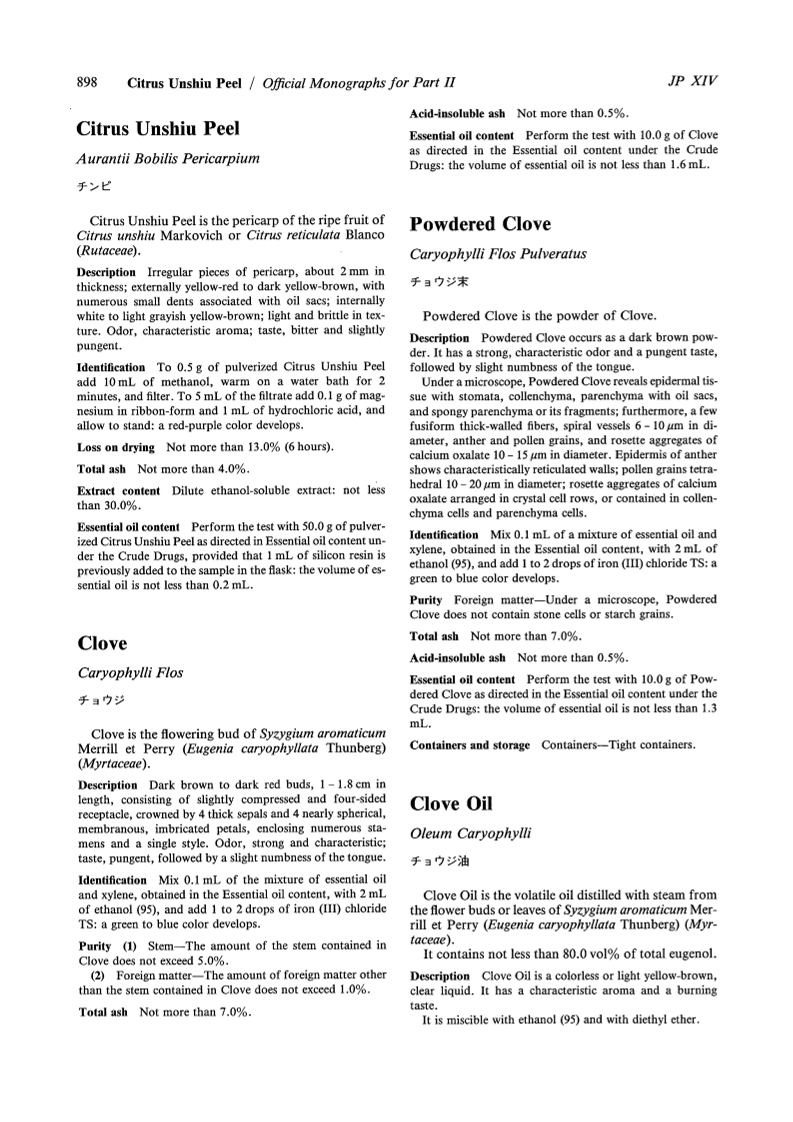 898 Citrus Unshiu Peel / Official Monographs for Part II JP XIV
Citrus Unshiu Peel
Aurantii Bobilis Pericarpium
チンピ
Citrus Unshiu Peel is the pericarp of the ripe fruit of
Citrus unshiu Markovich or Citrus reticulata Blanco
(Rutaceae).
Description Irregular pieces of pericarp, about 2 mm in
thickness; externally yellow-red to dark yellow-brown, with
numerous small dents associated with oil sacs; internally
white to light grayish yellow-brown; light and brittle in tex-
ture. Odor, characteristic aroma; taste, bitter and slightly
pungent.
Identification To 0.5 g of pulverized Citrus Unshiu Peel
add 10 mL of methanol, warm on a water bath for 2
minutes, and filter. To 5 mL of the filtrate add 0.1 g of mag-
nesium in ribbon-form and 1 mL of hydrochloric acid, and
allow to stand: a red-purple color develops.
Loss on drying Not more than 13.0% (6 hours).
Total ash Not more than 4.0%.
Extract content Dilute ethanol-soluble extract: not less
than 30.0%.
Essential oil content Perform the test with 50.0 g of pulver-
ized Citrus Unshiu Peel as directed in Essential oil content un-
der the Crude Drugs, provided that 1 mL of silicon resin is
previously added to the sample in the flask: the volume of es-
sential oil is not less than 0.2 mL.
Clove
Caryophylli Flos
チョウジ
Clove is the flowering bud of Syzygium aromaticum
Merrill et Perry (Eugenia caryophyllata Thunberg)
(Myrtaceae).
Description Dark brown to dark red buds, 1 – 1.8 cm in
length, consisting of slightly compressed and four-sided
receptacle, crowned by 4 thick sepals and 4 nearly spherical,
membranous, imbricated petals, enclosing numerous sta-
mens and a single style. Odor, strong and characteristic;
taste, pungent, followed by a slight numbness of the tongue.
Identification Mix 0.1 mL of the mixture of essential oil
and xylene, obtained in the Essential oil content, with 2 mL
of ethanol (95), and add 1 to 2 drops of iron (III) chloride
TS: a green to blue color develops.
Purity (1) Stem—The amount of the stem contained in
Clove does not exceed 5.0%.
(2) Foreign matter—The amount of foreign matter other
than the stem contained in Clove does not exceed 1.0%.
Total ash Not more than 7.0%.
Acid-insoluble ash Not more than 0.5%.
Essential oil content Perform the test with 10.0 g of Clove
as directed in the Essential oil content under the Crude
Drugs: the volume of essential oil is not less than 1.6 mL.
Powdered Clove
Caryophylli Flos Pulveratus
チョウジ末
Powdered Clove is the powder of Clove.
Description Powdered Clove occurs as a dark brown pow-
der. It has a strong, characteristic odor and a pungent taste,
followed by slight numbness of the tongue.
Under a microscope, Powdered Clove reveals epidermal tis-
sue with stomata, collenchyma, parenchyma with oil sacs,
and spongy parenchyma or its fragments; furthermore, a few
fusiform thick-walled fibers, spiral vessels 6 – 10 μm in di-
ameter, anther and pollen grains, and rosette aggregates of
calcium oxalate 10 – 15 μm in diameter. Epidermis of anther
shows characteristically reticulated walls; pollen grains tetra-
hedral 10 – 20 μm in diameter; rosette aggregates of calcium
oxalate arranged in crystal cell rows, or contained in collen-
chyma cells and parenchyma cells.
Identification Mix 0.1 mL of a mixture of essential oil and
xylene, obtained in the Essential oil content, with 2 mL of
ethanol (95), and add 1 to 2 drops of iron (III) chloride TS: a
green to blue color develops.
Purity Foreign matter—Under a microscope, Powdered
Clove does not contain stone cells or starch grains.
Total ash Not more than 7.0%.
Acid-insoluble ash Not more than 0.5%.
Essential oil content Perform the test with 10.0 g of Pow-
dered Clove as directed in the Essential oil content under the
Crude Drugs: the volume of essential oil is not less than 1.3
mL.
Containers and storage Containers—Tight containers.
Clove Oil
Oleum Caryophylli
チョウジ油
Clove Oil is the volatile oil distilled with steam from
the flower buds or leaves of Syzygium aromaticum Mer-
rill et Perry (Eugenia caryophyllata Thunberg) (Myr-
taceae).
It contains not less than 80.0 vol% of total eugenol.
Description Clove Oil is a colorless or light yellow-brown,
clear liquid. It has a characteristic aroma and a burning
taste.
It is miscible with ethanol (95) and with diethyl ether.